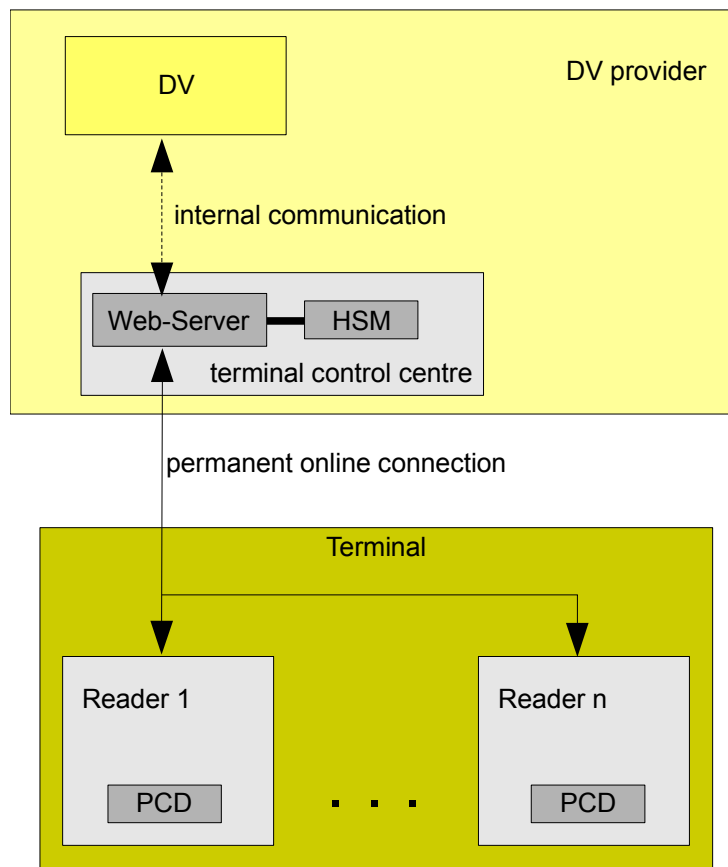 DV provider
DV
internal communication
Web-Server
HSM
terminal control centre
permanent online connection
Terminal
Reader 1
Reader n
PCD
. . .
PCD